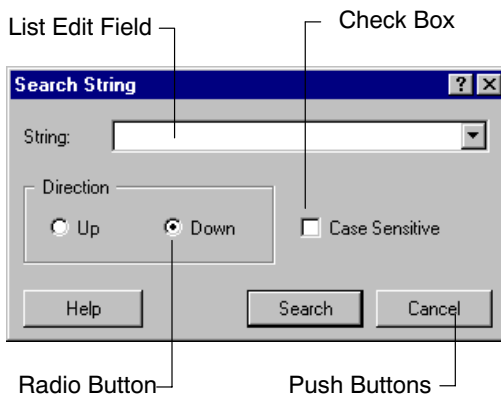 List Edit Field
Check Box
Search String
String:
Direction
Up
Down
Case Sensitive
Help
Search
Cancel
Radio Button
Push Buttons